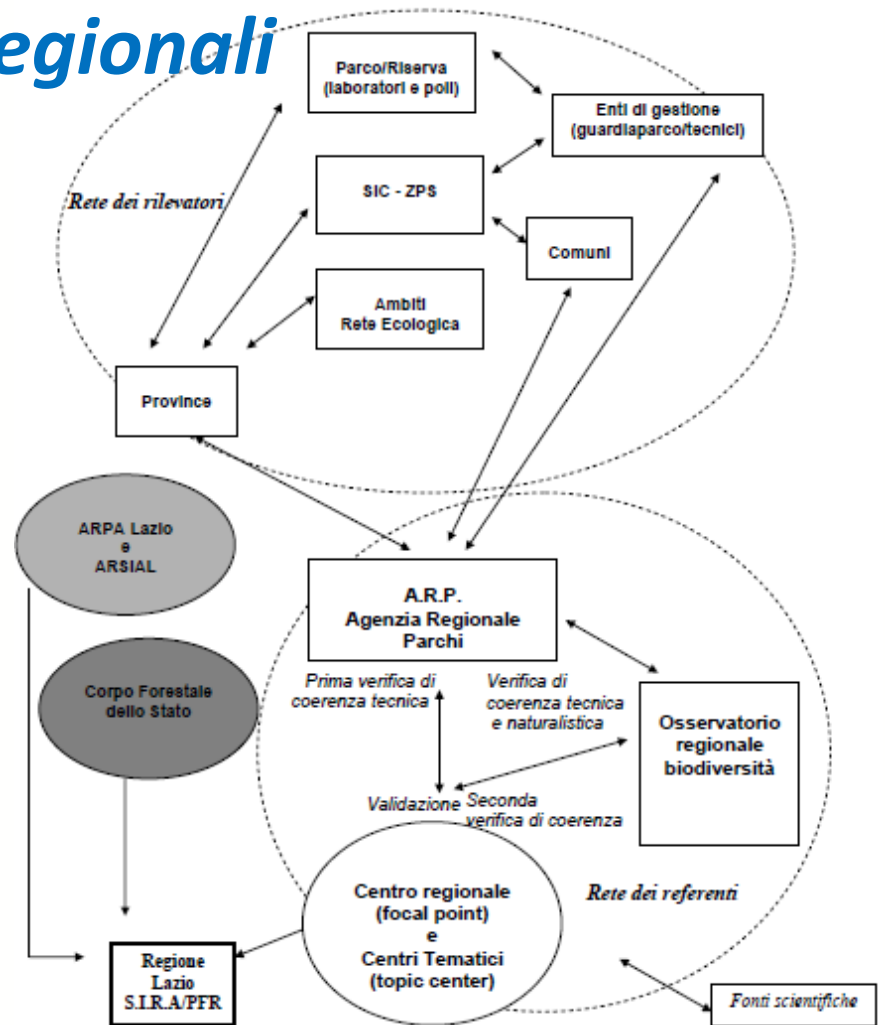 egionali
Parco/Riserva
(laboratori e poli)
Enti di gestione
(guardiaparco/tecnici)
Rete dei rilevatori
SIC - ZPS
Comuni
Ambiti
Rete Ecologica
Province
ARPA Lazio
e
ARSIAL
A.R.P.
Agenzia Regionale
Parchi
Corpo Forestale
dello Stato
Prima verifica di
coerenza tecnica
Verifica di
coerenza tecnica
e naturalistica
Osservatorio
regionale
biodiversità
Validazione
Seconda
verifica di coerenza
Centro regionale
(focal point)
e
Centri Tematici
(topic center)
Rete dei referenti
Regione
Lazio
S.I.R.A/PFR
Fonti scientifiche